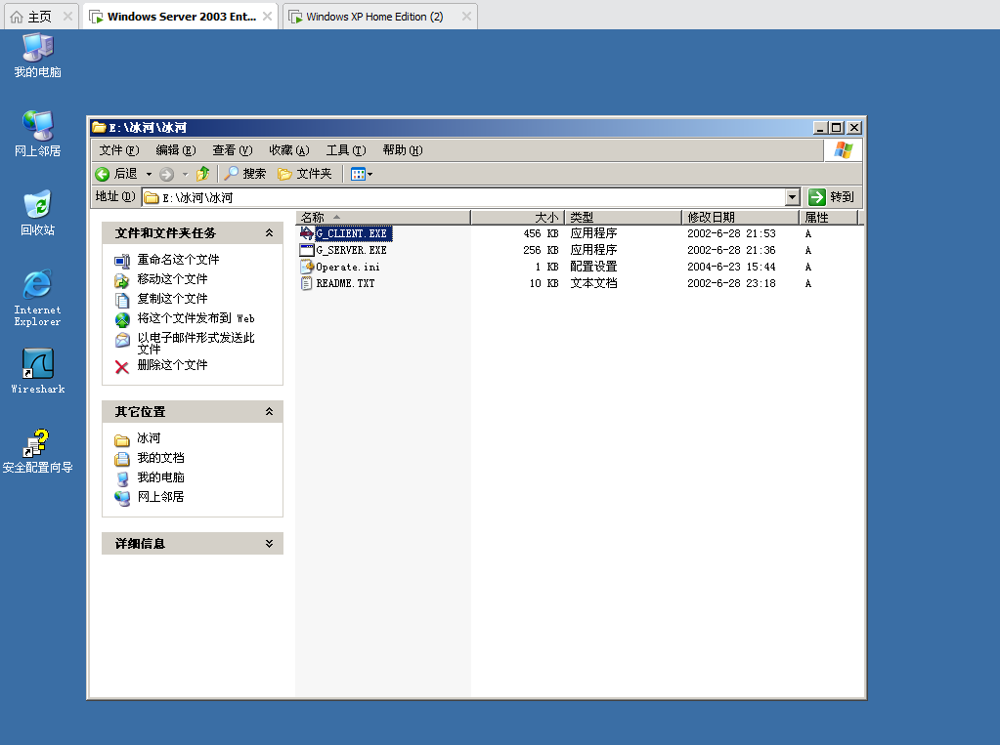 主页
Windows Server 2003 Ent...
Windows XP Home Edition (2)
我的电脑
网上邻居
回收站
Internet
Explorer
Wireshark
安全配置向导
E:\冰河\冰河
文件(F) 编辑(E) 查看(V) 收藏(A) 工具(T) 帮助(H)
后退 搜索 文件夹
地址(D) E:\冰河\冰河 转到
文件和文件夹任务
重命名这个文件
移动这个文件
复制这个文件
将这个文件发布到 Web
以电子邮件形式发送此
文件
删除这个文件
其它位置
冰河
我的文档
我的电脑
网上邻居
详细信息
名称 大小 类型 修改日期 属性
G_CLIENT.EXE 456 KB 应用程序 2002-6-28 21:53 A
G_SERVER.EXE 256 KB 应用程序 2002-6-28 21:36 A
Operate.ini 1 KB 配置设置 2004-6-23 15:44 A
README.TXT 10 KB 文本文档 2002-6-28 23:18 A